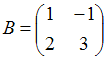 B = (1 -1
2 3)